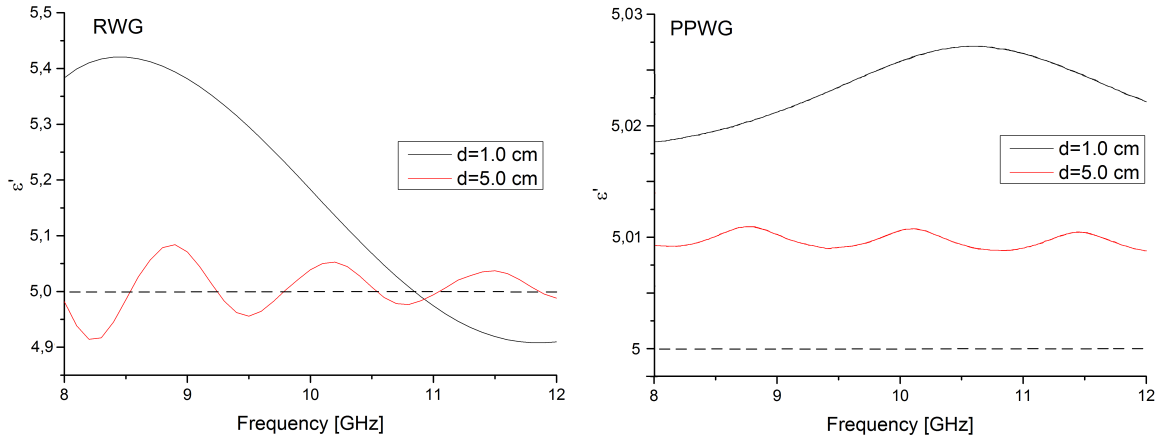 RWG
5,5
5,4
5,3
5,2
5,1
5,0
4,9
ε'
d=1.0 cm
d=5.0 cm
8 9 10 11 12
Frequency [GHz]
PPWG
5,03
5,02
5,01
5
ε'
d=1.0 cm
d=5.0 cm
8 9 10 11 12
Frequency [GHz]